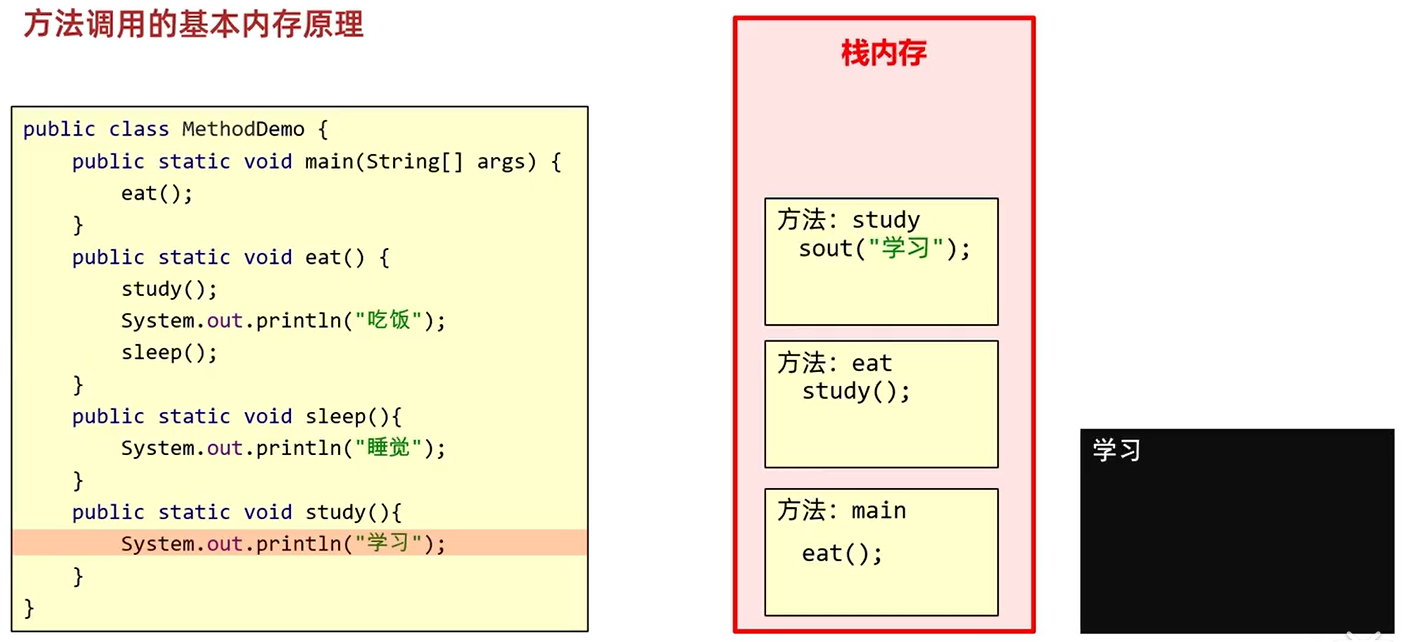 方法调用的基本内存原理
public class MethodDemo {
    public static void main(String[] args) {
        eat();
    }
    public static void eat() {
        study();
        System.out.println("吃饭");
        sleep();
    }
    public static void sleep(){
        System.out.println("睡觉");
    }
    public static void study(){
        System.out.println("学习");
    }
}
栈内存
方法: study
sout("学习");
方法: eat
study();
方法: main
eat();
学习